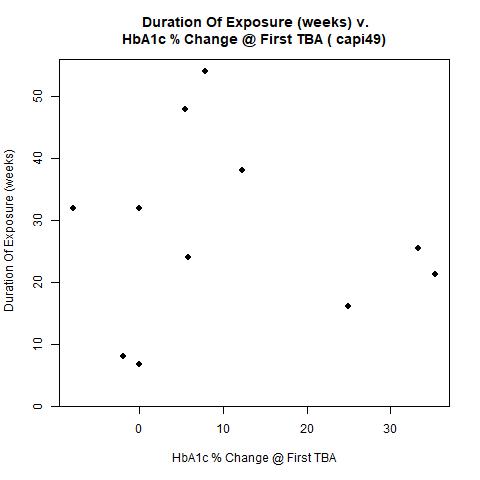 Duration Of Exposure (weeks) v.
HbA1c % Change @ First TBA ( capi49)
Duration Of Exposure (weeks)
50
40
30
20
10
0
0 10 20 30
HbA1c % Change @ First TBA